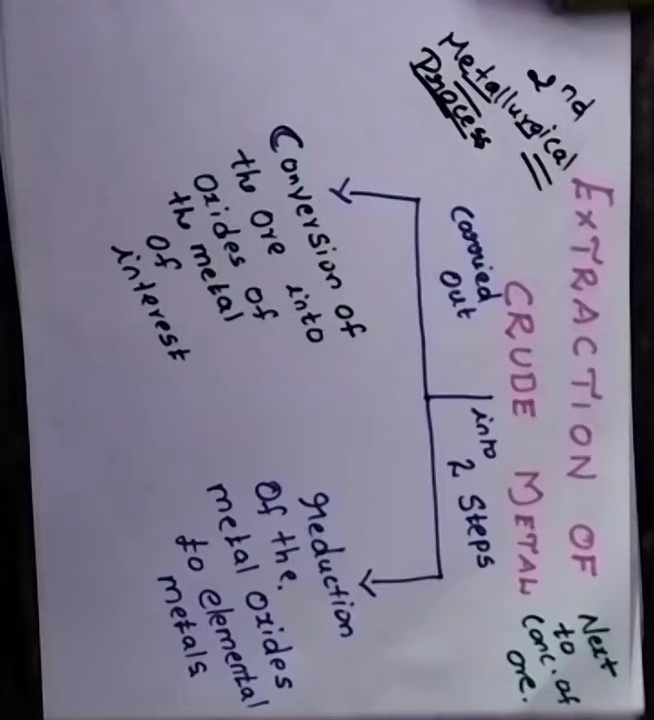 2nd
Metallurgical
Process
EXTRACTION OF
CRUDE METAL
Next
to
Conc. of
ore.
Carried
out
into
2 Steps
Conversion of
the ore into
Oxides of
the metal
of
interest
reduction
of the.
metal oxides
to elemental
metals